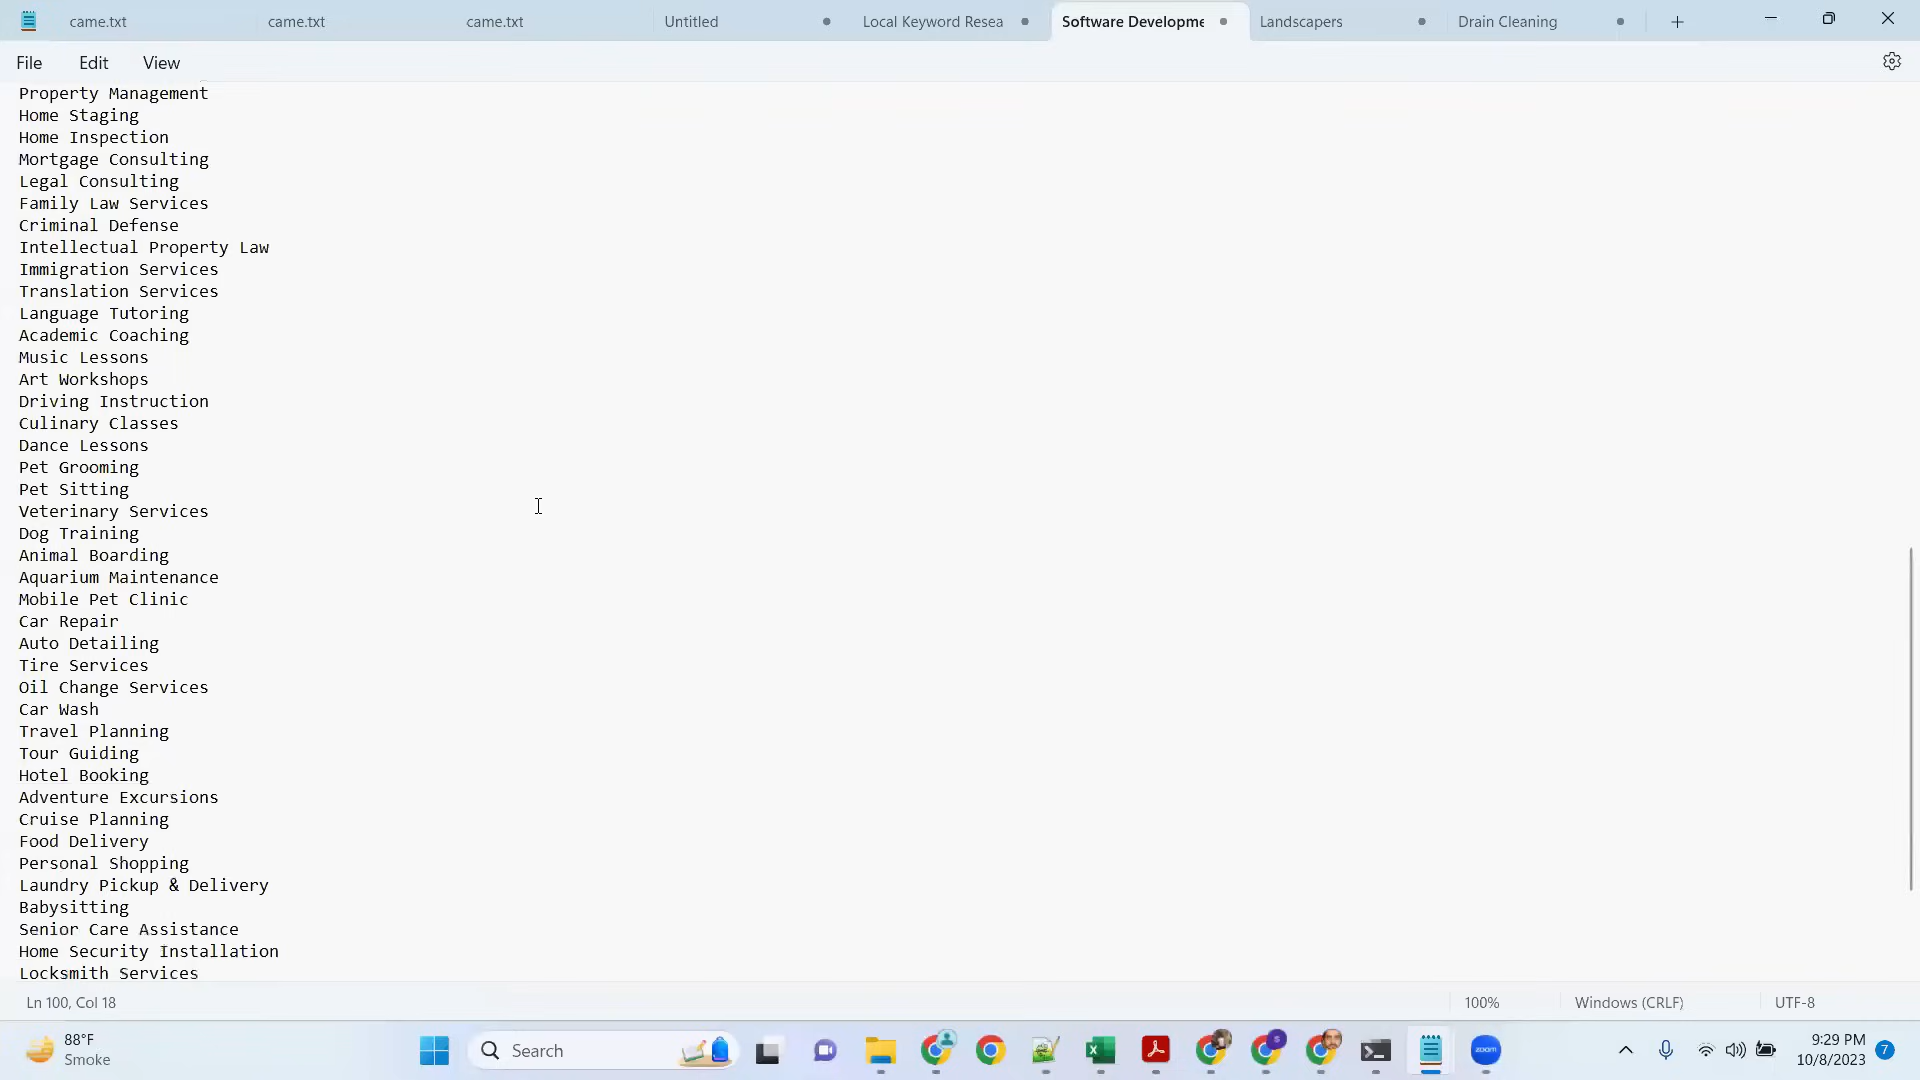 came.txt
came.txt
came.txt
Untitled
Local Keyword Resea
Software Developme
Landscapers
Drain Cleaning
File
Edit
View
Property Management
Home Staging
Home Inspection
Mortgage Consulting
Legal Consulting
Family Law Services
Criminal Defense
Intellectual Property Law
Immigration Services
Translation Services
Language Tutoring
Academic Coaching
Music Lessons
Art Workshops
Driving Instruction
Culinary Classes
Dance Lessons
Pet Grooming
Pet Sitting
Veterinary Services
Dog Training
Animal Boarding
Aquarium Maintenance
Mobile Pet Clinic
Car Repair
Auto Detailing
Tire Services
Oil Change Services
Car Wash
Travel Planning
Tour Guiding
Hotel Booking
Adventure Excursions
Cruise Planning
Food Delivery
Personal Shopping
Laundry Pickup & Delivery
Babysitting
Senior Care Assistance
Home Security Installation
Locksmith Services
Ln 100, Col 18
100%
Windows (CRLF)
UTF-8
88°F
Smoke
Search
zoom
9:29 PM
10/8/2023
7